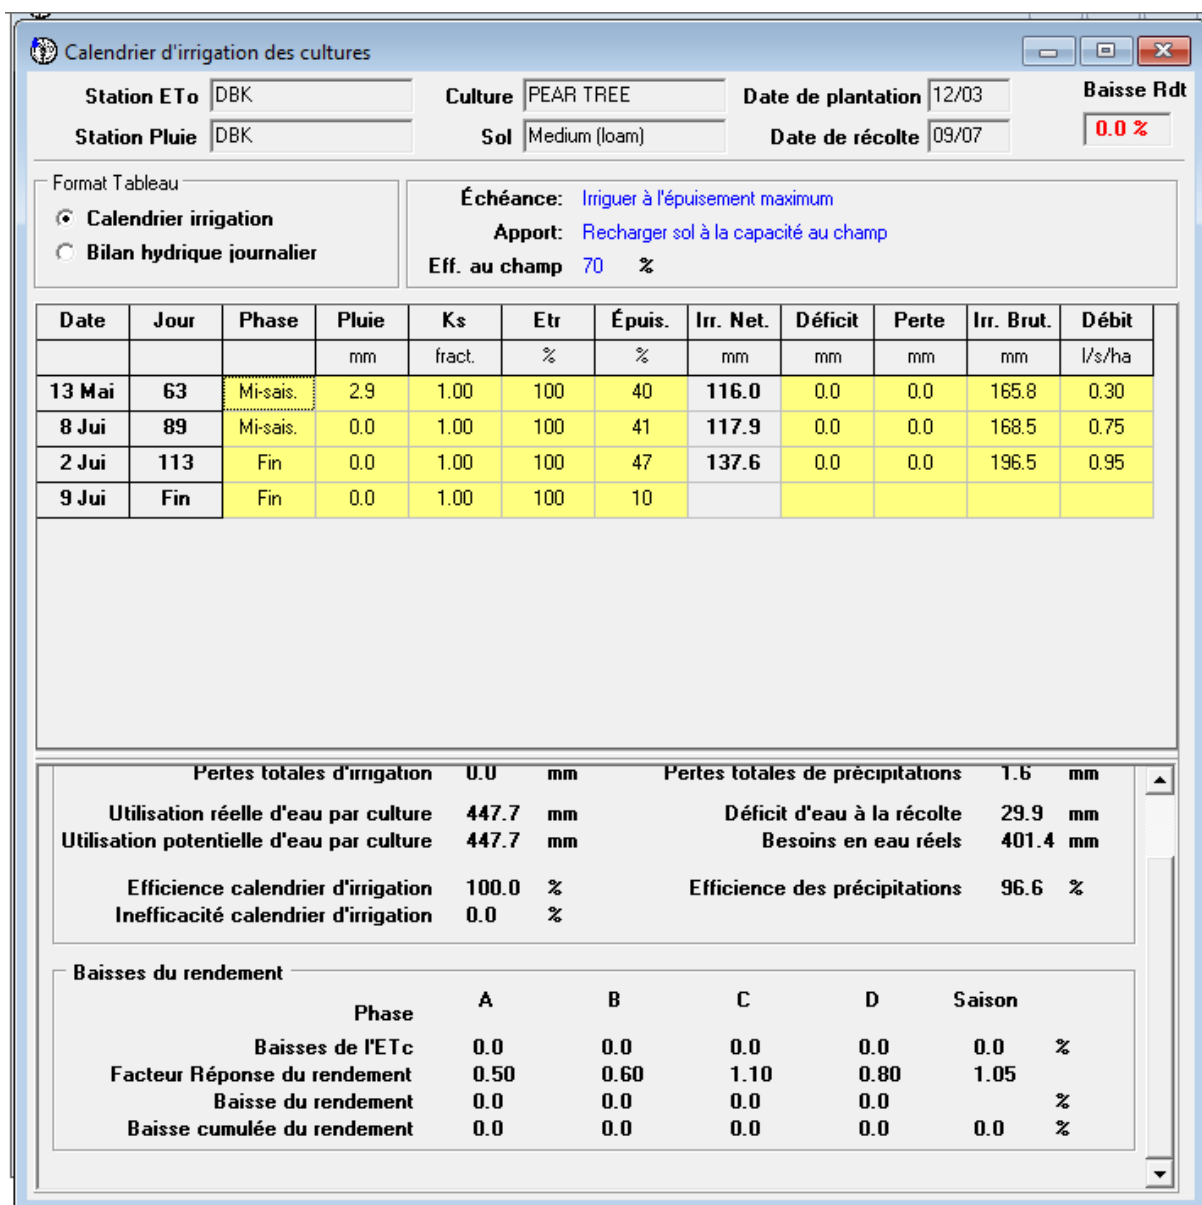 Calendrier d'irrigation des cultures
Station ETo DBK Culture PEAR TREE Date de plantation 12/03 Baisse Rdt
Station Pluie DBK Sol Medium (loam) Date de récolte 09/07 0.0 %
Format Tableau
Calendrier irrigation
Bilan hydrique journalier
Échéance: Irriguer à l'épuisement maximum
Apport: Recharger sol à la capacité au champ
Eff. au champ 70 %
Date Jour Phase Pluie Ks Etr Épuis. Irr. Net. Déficit Perte Irr. Brut. Débit
mm fract. % % mm mm mm mm l/s/ha
13 Mai 63 Mi-sais. 2.9 1.00 100 40 116.0 0.0 0.0 165.8 0.30
8 Jui 89 Mi-sais. 0.0 1.00 100 41 117.9 0.0 0.0 168.5 0.75
2 Jui 113 Fin 0.0 1.00 100 47 137.6 0.0 0.0 196.5 0.95
9 Jui Fin Fin 0.0 1.00 100 10
Pertes totales d'irrigation 0.0 mm Pertes totales de précipitations 1.6 mm
Utilisation réelle d'eau par culture 447.7 mm Déficit d'eau à la récolte 29.9 mm
Utilisation potentielle d'eau par culture 447.7 mm Besoins en eau réels 401.4 mm
Efficience calendrier d'irrigation 100.0 % Efficience des précipitations 96.6 %
Inefficacité calendrier d'irrigation 0.0 %
Baisses du rendement
Phase A B C D Saison
Baisses de l'ETc 0.0 0.0 0.0 0.0 0.0 %
Facteur Réponse du rendement 0.50 0.60 1.10 0.80 1.05
Baisse du rendement 0.0 0.0 0.0 0.0 %
Baisse cumulée du rendement 0.0 0.0 0.0 0.0 0.0 %